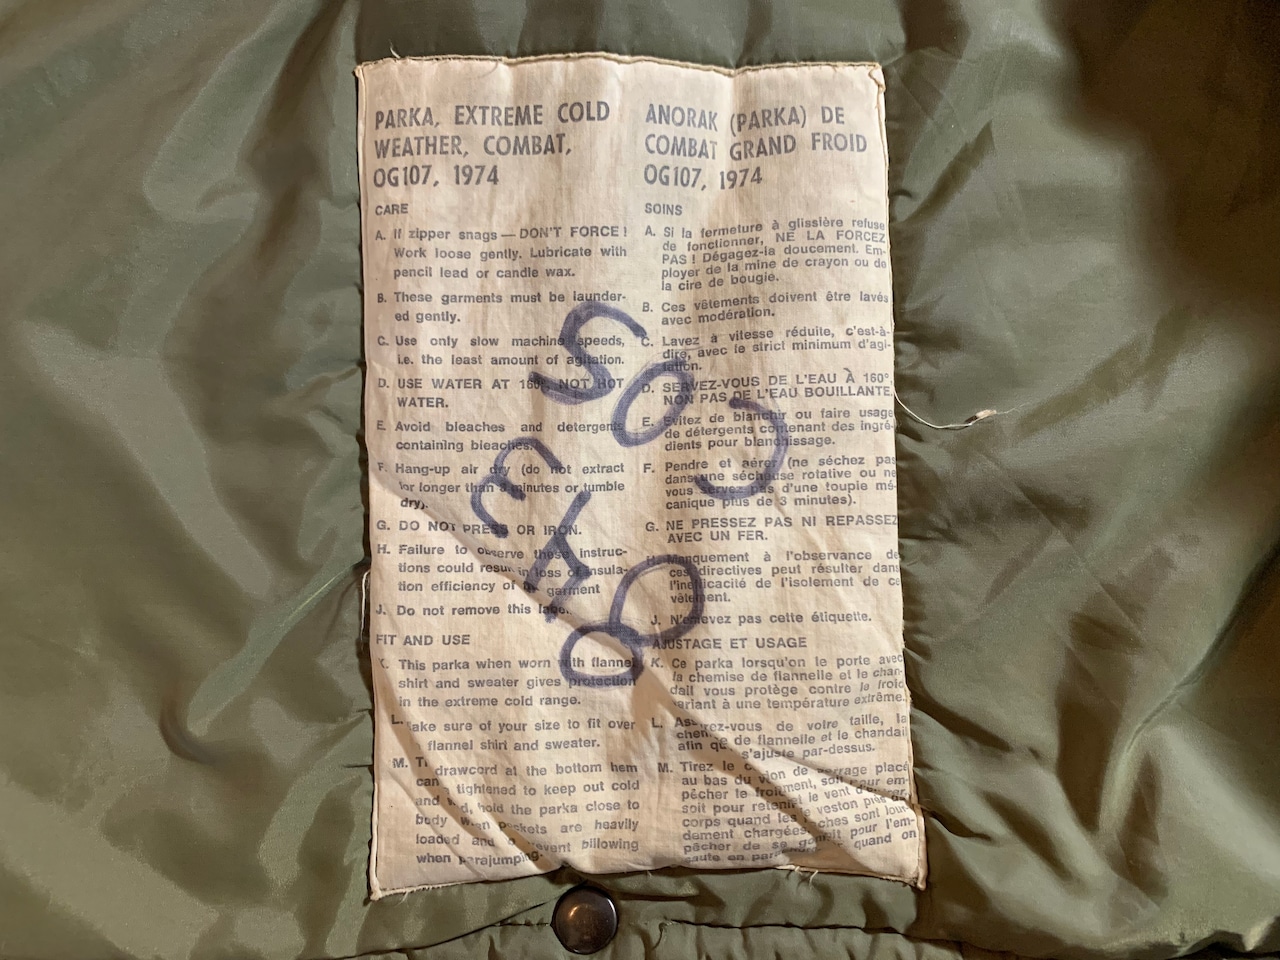 PARKA, EXTREME COLD
WEATHER, COMBAT,
OG107, 1974
CARE
A. If zipper snags — DON'T FORCE!
Work loose gently. Lubricate with
pencil lead or candle wax.
B. These garments must be launder-
ed gently.
C. Use only slow machine speeds,
i.e. the least amount of agitation.
D. USE WATER AT 160°, NOT HOT
WATER.
E. Avoid bleaches and detergents
containing bleaches.
F. Hang-up air dry (do not extract
for longer than 3 minutes or tumble
dry).
G. DO NOT PRESS OR IRON.
H. Failure to observe these instruc-
tions could result in loss of insula-
tion efficiency of garment
J. Do not remove this label.
FIT AND USE
K. This parka when worn with flannel
shirt and sweater gives protection
in the extreme cold range.
L. Make sure of your size to fit over
flannel shirt and sweater.
M. drawcord at the bottom hem
can tightened to keep out cold
and hold the parka close to
body when pockets are heavily
loaded and billowing
when parajumping.
ANORAK (PARKA) DE
COMBAT GRAND FROID
OG107, 1974
SOINS
A. Si la fermeture à glissière refuse
de fonctionner, NE LA FORCEZ
PAS! Dégagez-la doucement. Em-
ployer de la mine de crayon ou de
la cire de bougie.
B. Ces vêtements doivent être lavés
avec modération.
C. Lavez à vitesse réduite, c'est-à-
dire, avec le strict minimum d'agi-
tation.
D. SERVEZ-VOUS DE L'EAU À 160°,
NON PAS DE L'EAU BOUILLANTE
E. Evitez de blanchir ou faire usage
de détergents contenant des ingré-
dients pour blanchissage.
F. Pendre et aérer (ne séchez pas
dans une sécheuse rotative ou ne
vous servez pas d'une toupie mé-
canique plus de 3 minutes).
G. NE PRESSEZ PAS NI REPASSEZ
AVEC UN FER.
H. Manquement à l'observance de
ces directives peut résulter dans
l'inefficacité de l'isolement de ce
vêtement.
J. N'enlevez pas cette étiquette.
AJUSTAGE ET USAGE
K. Ce parka lorsqu'on le porte avec
la chemise de flannelle et le chan-
dail vous protège contre le froid
variant à une température extrême.
L. Assurez-vous de votre taille, la
chemise de flannelle et le chandail
afin s'ajuste par-dessus.
M. Tirez le de serrage placé
au bas du pour em-
pêcher le
soit pour retenir le veston près du
corps quand les poches sont lour-
dement chargées pour l'em-
pêcher de se quand on
saute en